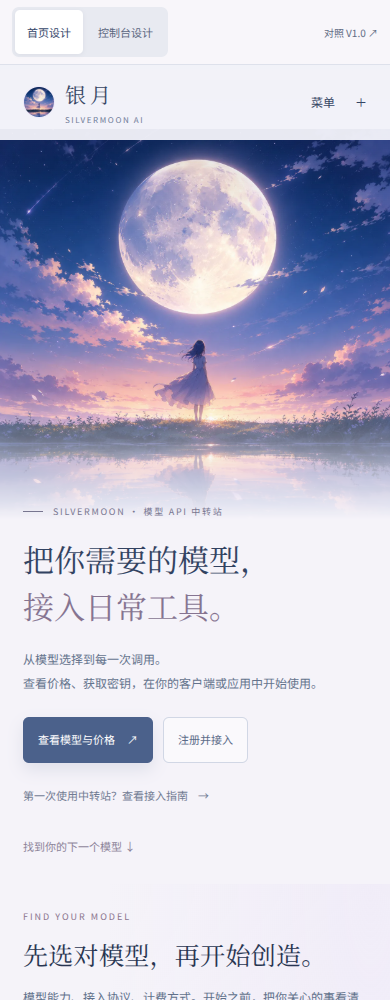 首页设计
控制台设计
对照 V1.0 ↗
银月
SILVERMOON AI
菜单 +
SILVERMOON · 模型 API 中转站
把你需要的模型，
接入日常工具。
从模型选择到每一次调用。
查看价格、获取密钥，在你的客户端或应用中开始使用。
查看模型与价格 ↗
注册并接入
第一次使用中转站？查看接入指南 →
找到你的下一个模型 ↓
FIND YOUR MODEL
先选对模型，再开始创造。
模型能力、接入协议、计费方式。开始之前，把你关心的事看清